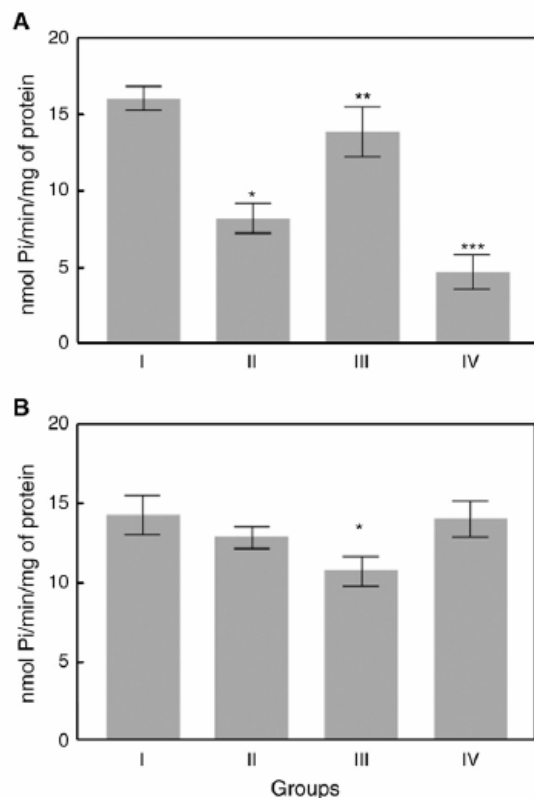 A
nmol Pi/min/mg of protein
20
15
10
5
0
*
**
***
I II III IV
B
nmol Pi/min/mg of protein
20
15
10
5
0
*
I II III IV
Groups